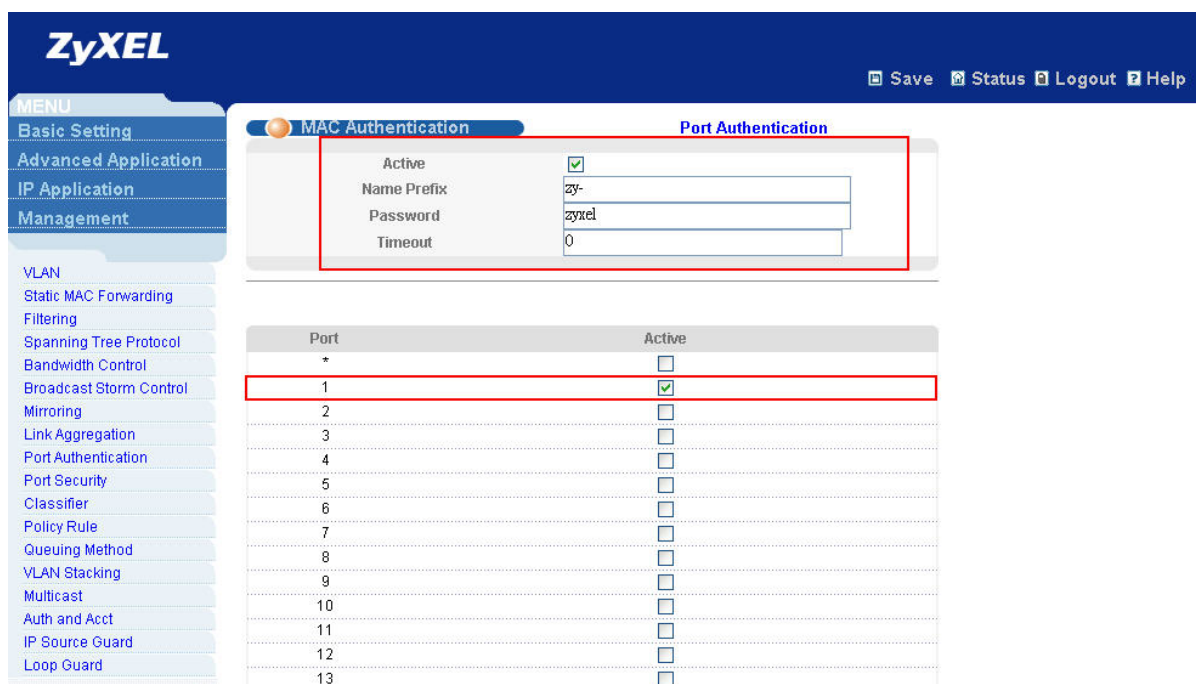 ZyXEL
Save Status Logout Help
MENU
Basic Setting
Advanced Application
IP Application
Management
VLAN
Static MAC Forwarding
Filtering
Spanning Tree Protocol
Bandwidth Control
Broadcast Storm Control
Mirroring
Link Aggregation
Port Authentication
Port Security
Classifier
Policy Rule
Queuing Method
VLAN Stacking
Multicast
Auth and Acct
IP Source Guard
Loop Guard
MAC Authentication Port Authentication
Active
Name Prefix zy-
Password zyxel
Timeout 0
Port Active
*
1
2
3
4
5
6
7
8
9
10
11
12
13